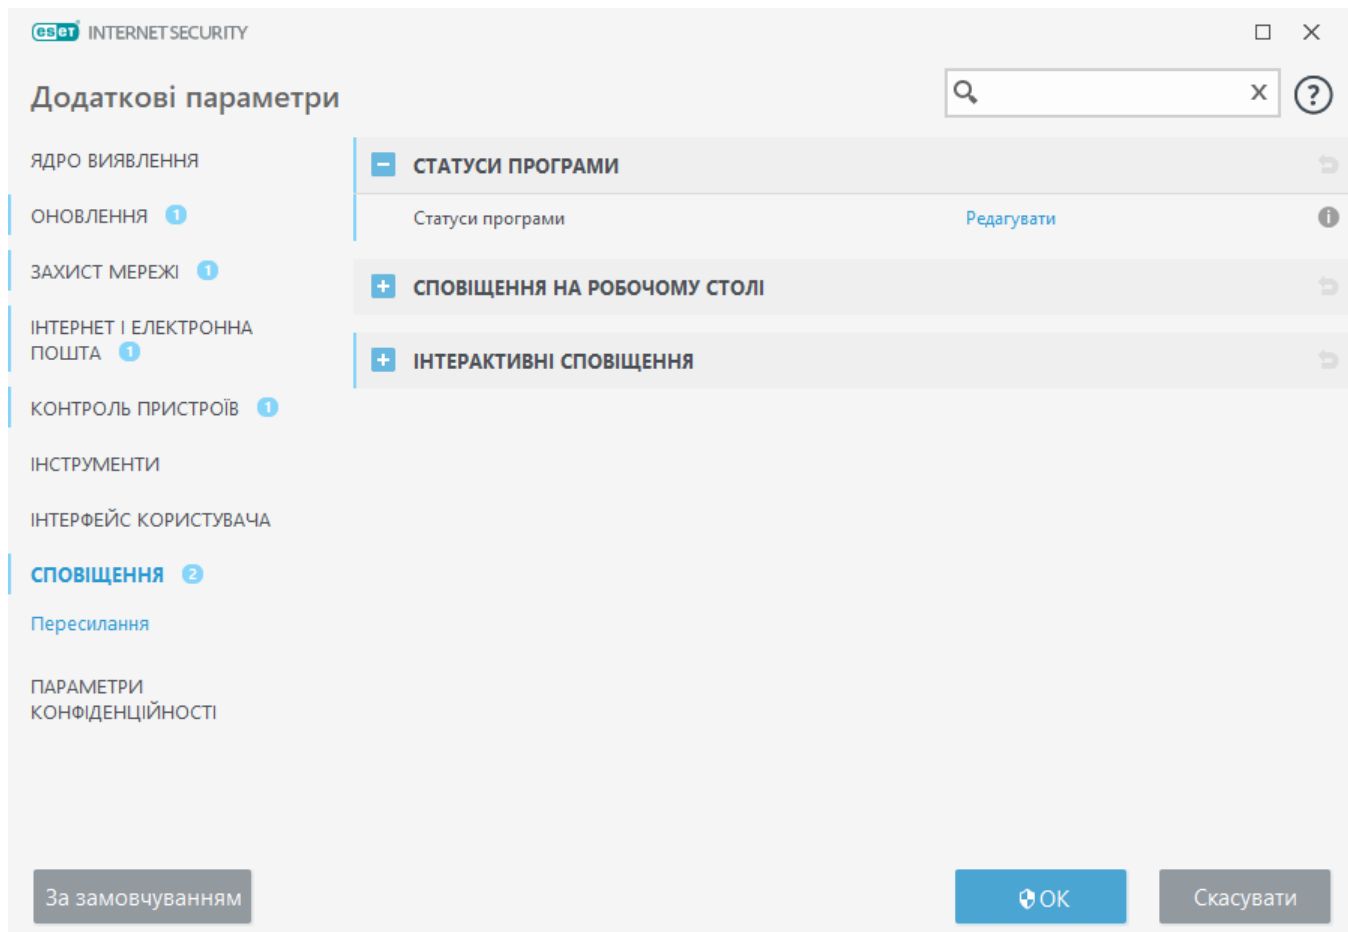 eset INTERNET SECURITY
Додаткові параметри
X
?
ЯДРО ВИЯВЛЕННЯ
ОНОВЛЕННЯ 1
ЗАХИСТ МЕРЕЖІ 1
ІНТЕРНЕТ І ЕЛЕКТРОННА
ПОШТА 1
КОНТРОЛЬ ПРИСТРОЇВ 1
ІНСТРУМЕНТИ
ІНТЕРФЕЙС КОРИСТУВАЧА
СПОВІЩЕННЯ 2
Пересилання
ПАРАМЕТРИ
КОНФІДЕНЦІЙНОСТІ
СТАТУСИ ПРОГРАМИ
Статуси програми Редагувати
СПОВІЩЕННЯ НА РОБОЧОМУ СТОЛІ
ІНТЕРАКТИВНІ СПОВІЩЕННЯ
За замовчуванням
OK
Скасувати